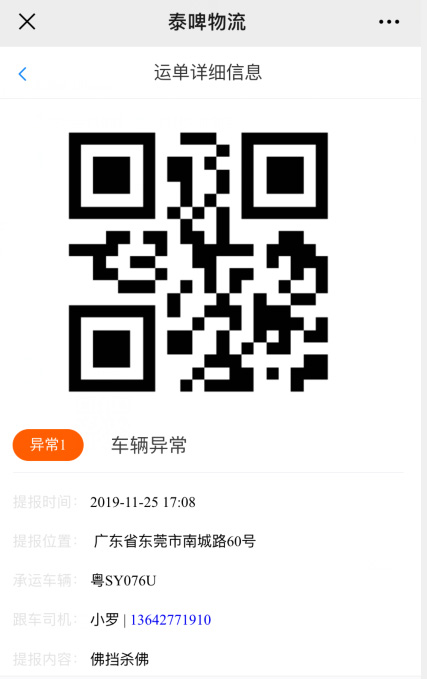 泰啤物流
运单详细信息
异常1 车辆异常
提报时间: 2019-11-25 17:08
提报位置: 广东省东莞市南城路60号
承运车辆: 粤SY076U
跟车司机: 小罗 | 13642771910
提报内容: 佛挡杀佛